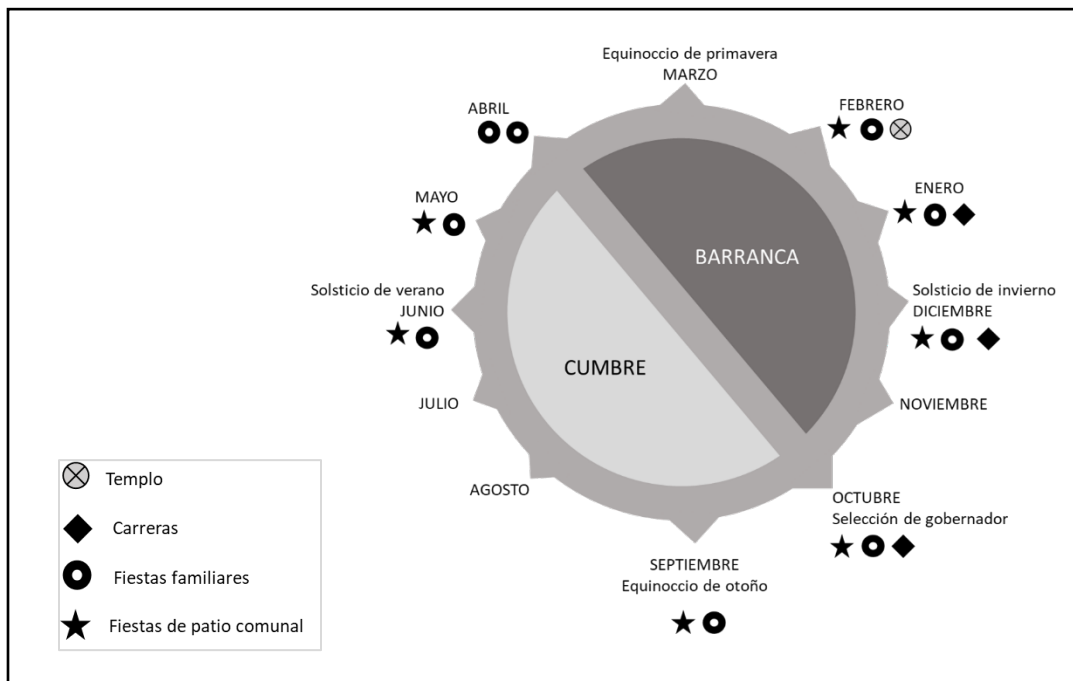 Equinoccio de primavera
MARZO
ABRIL
FEBRERO
MAYO
ENERO
BARRANCA
Solsticio de verano
JUNIO
Solsticio de invierno
DICIEMBRE
CUMBRE
JULIO
NOVIEMBRE
AGOSTO
OCTUBRE
Selección de gobernador
SEPTIEMBRE
Equinoccio de otoño
Templo
Carreras
Fiestas familiares
Fiestas de patio comunal